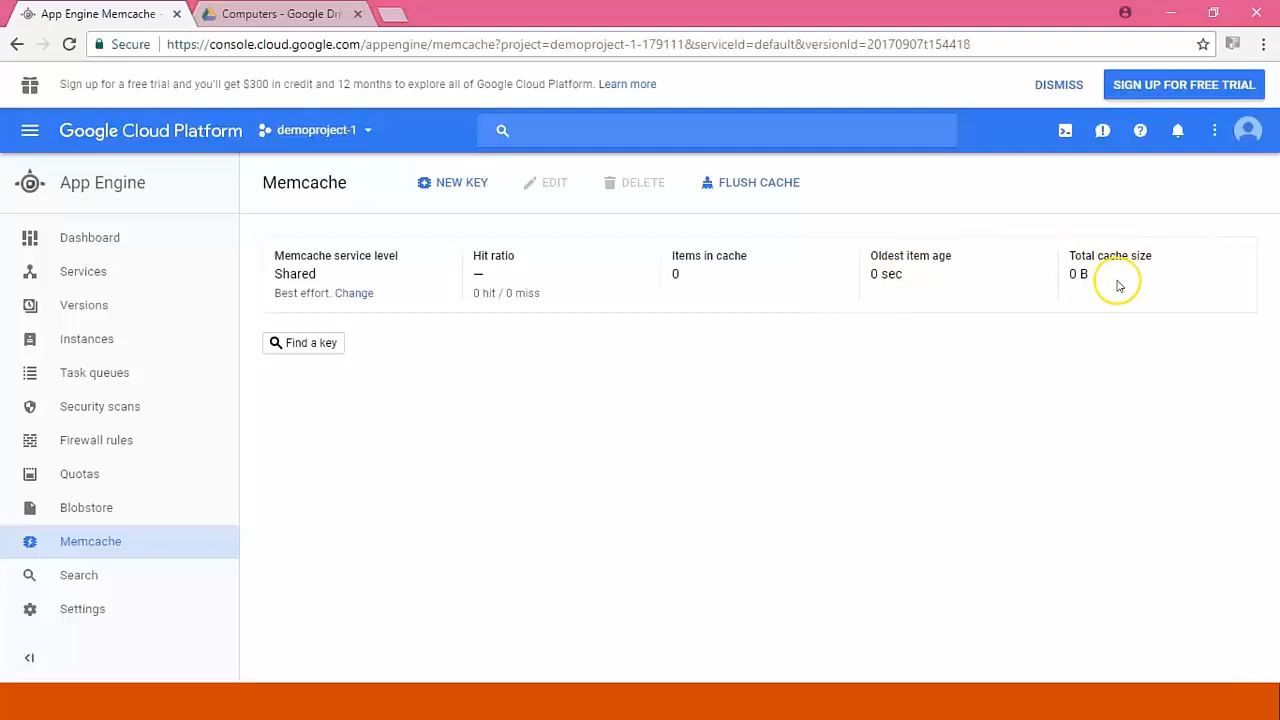 App Engine Memcache -
Computers - Google Dri
Secure
https://console.cloud.google.com/appengine/memcache?project=demoproject-1-179111&serviceId=default&versionId=20170907t154418
Sign up for a free trial and you'll get $300 in credit and 12 months to explore all of Google Cloud Platform. Learn more
DISMISS
SIGN UP FOR FREE TRIAL
Google Cloud Platform
demoproject-1
App Engine
Memcache
NEW KEY
EDIT
DELETE
FLUSH CACHE
Dashboard
Services
Versions
Instances
Task queues
Security scans
Firewall rules
Quotas
Blobstore
Memcache
Search
Settings
Memcache service level
Shared
Best effort. Change
Hit ratio
—
0 hit / 0 miss
Items in cache
0
Oldest item age
0 sec
Total cache size
0 B
Find a key